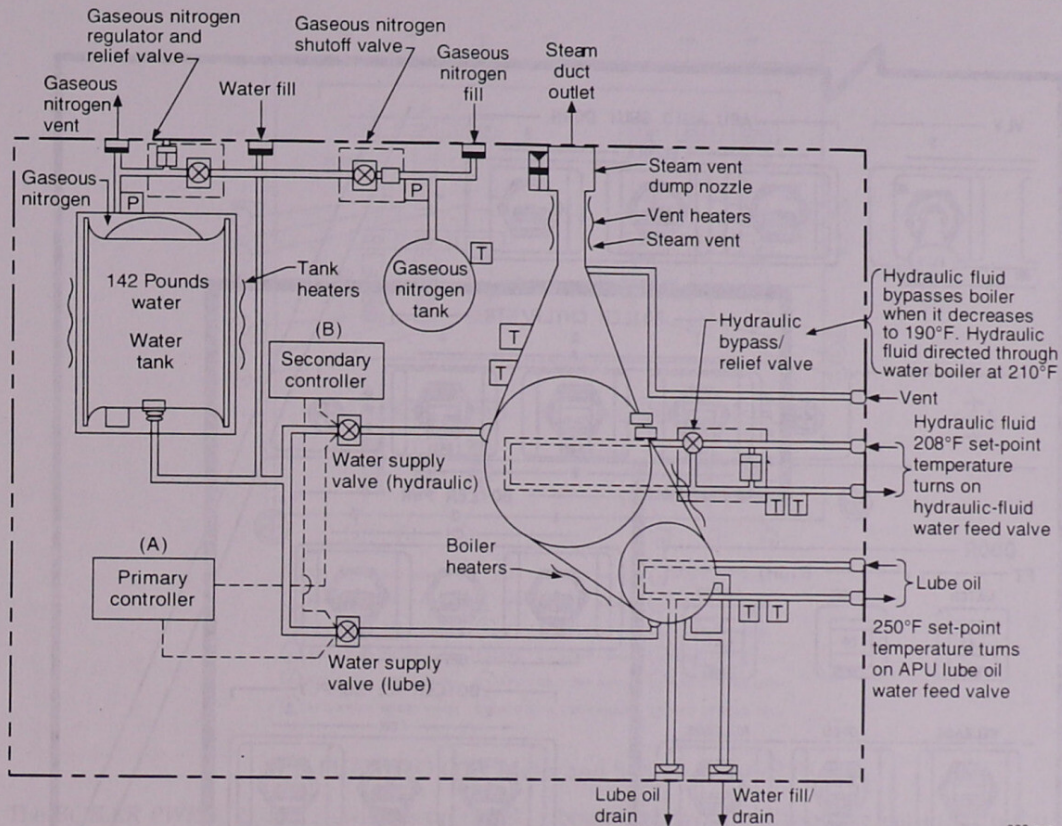 Gaseous nitrogen
regulator and
relief valve
Gaseous nitrogen
shutoff valve
Gaseous
nitrogen
fill
Steam
duct
outlet
Gaseous
nitrogen
vent
Water fill
Gaseous
nitrogen
P
P
T
Steam vent
dump nozzle
Vent heaters
Steam vent
142 Pounds
water
Water
tank
Tank
heaters
Gaseous
nitrogen
tank
(B)
Secondary
controller
T
T
Hydraulic
bypass/
relief valve
Hydraulic fluid
bypasses boiler
when it decreases
to 190°F. Hydraulic
fluid directed through
water boiler at 210°F
Vent
Water supply
valve (hydraulic)
Hydraulic fluid
208°F set-point
temperature
turns on
hydraulic-fluid
water feed valve
T T
(A)
Primary
controller
Boiler
heaters
Lube oil
T T
Water supply
valve (lube)
250°F set-point
temperature turns
on APU lube oil
water feed valve
Lube oil
drain
Water fill/
drain